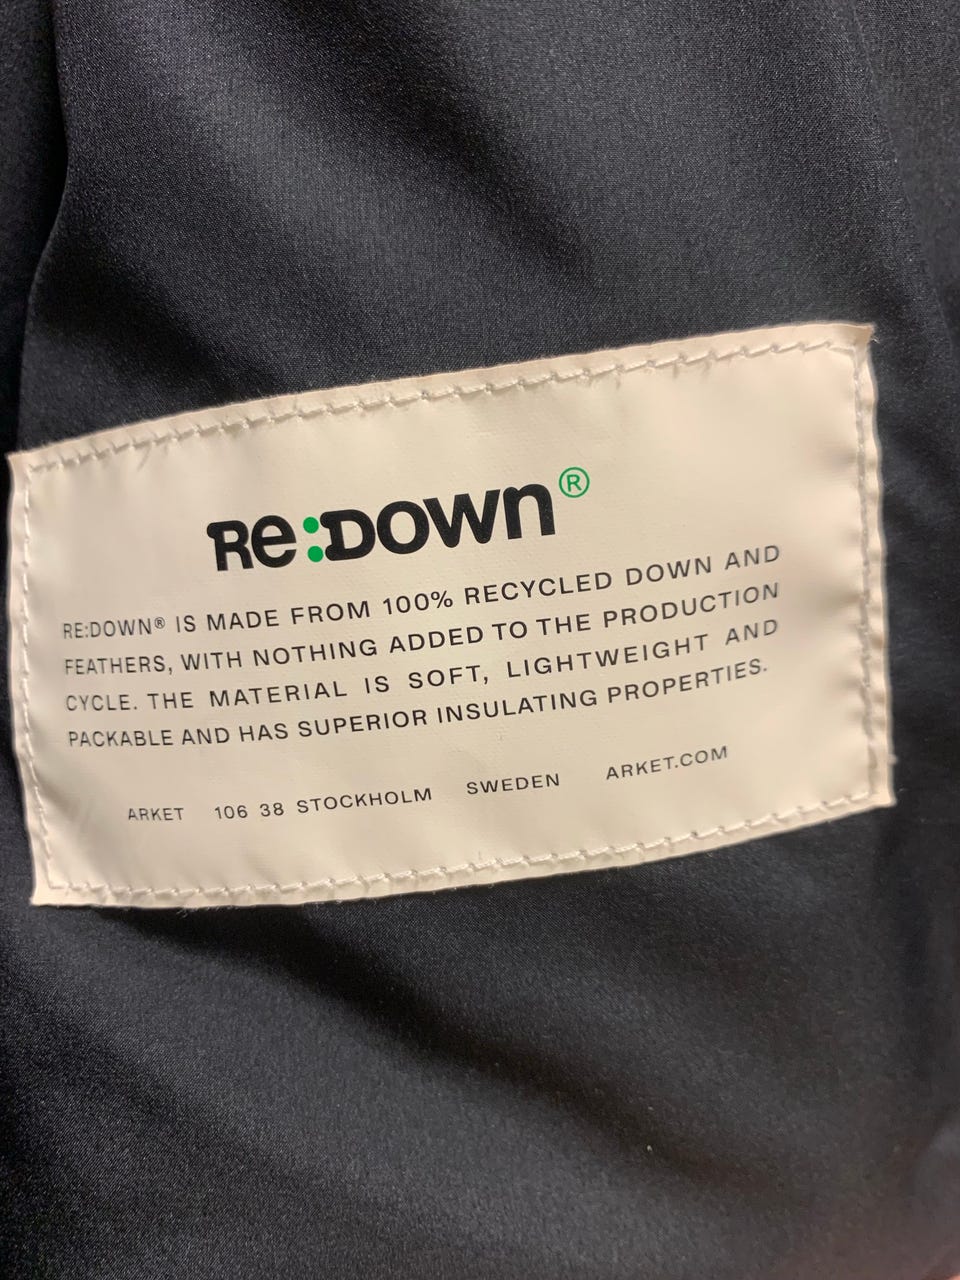 Re:Down®
RE:DOWN® IS MADE FROM 100% RECYCLED DOWN AND
FEATHERS, WITH NOTHING ADDED TO THE PRODUCTION
CYCLE. THE MATERIAL IS SOFT, LIGHTWEIGHT AND
PACKABLE AND HAS SUPERIOR INSULATING PROPERTIES.
ARKET 106 38 STOCKHOLM SWEDEN ARKET.COM